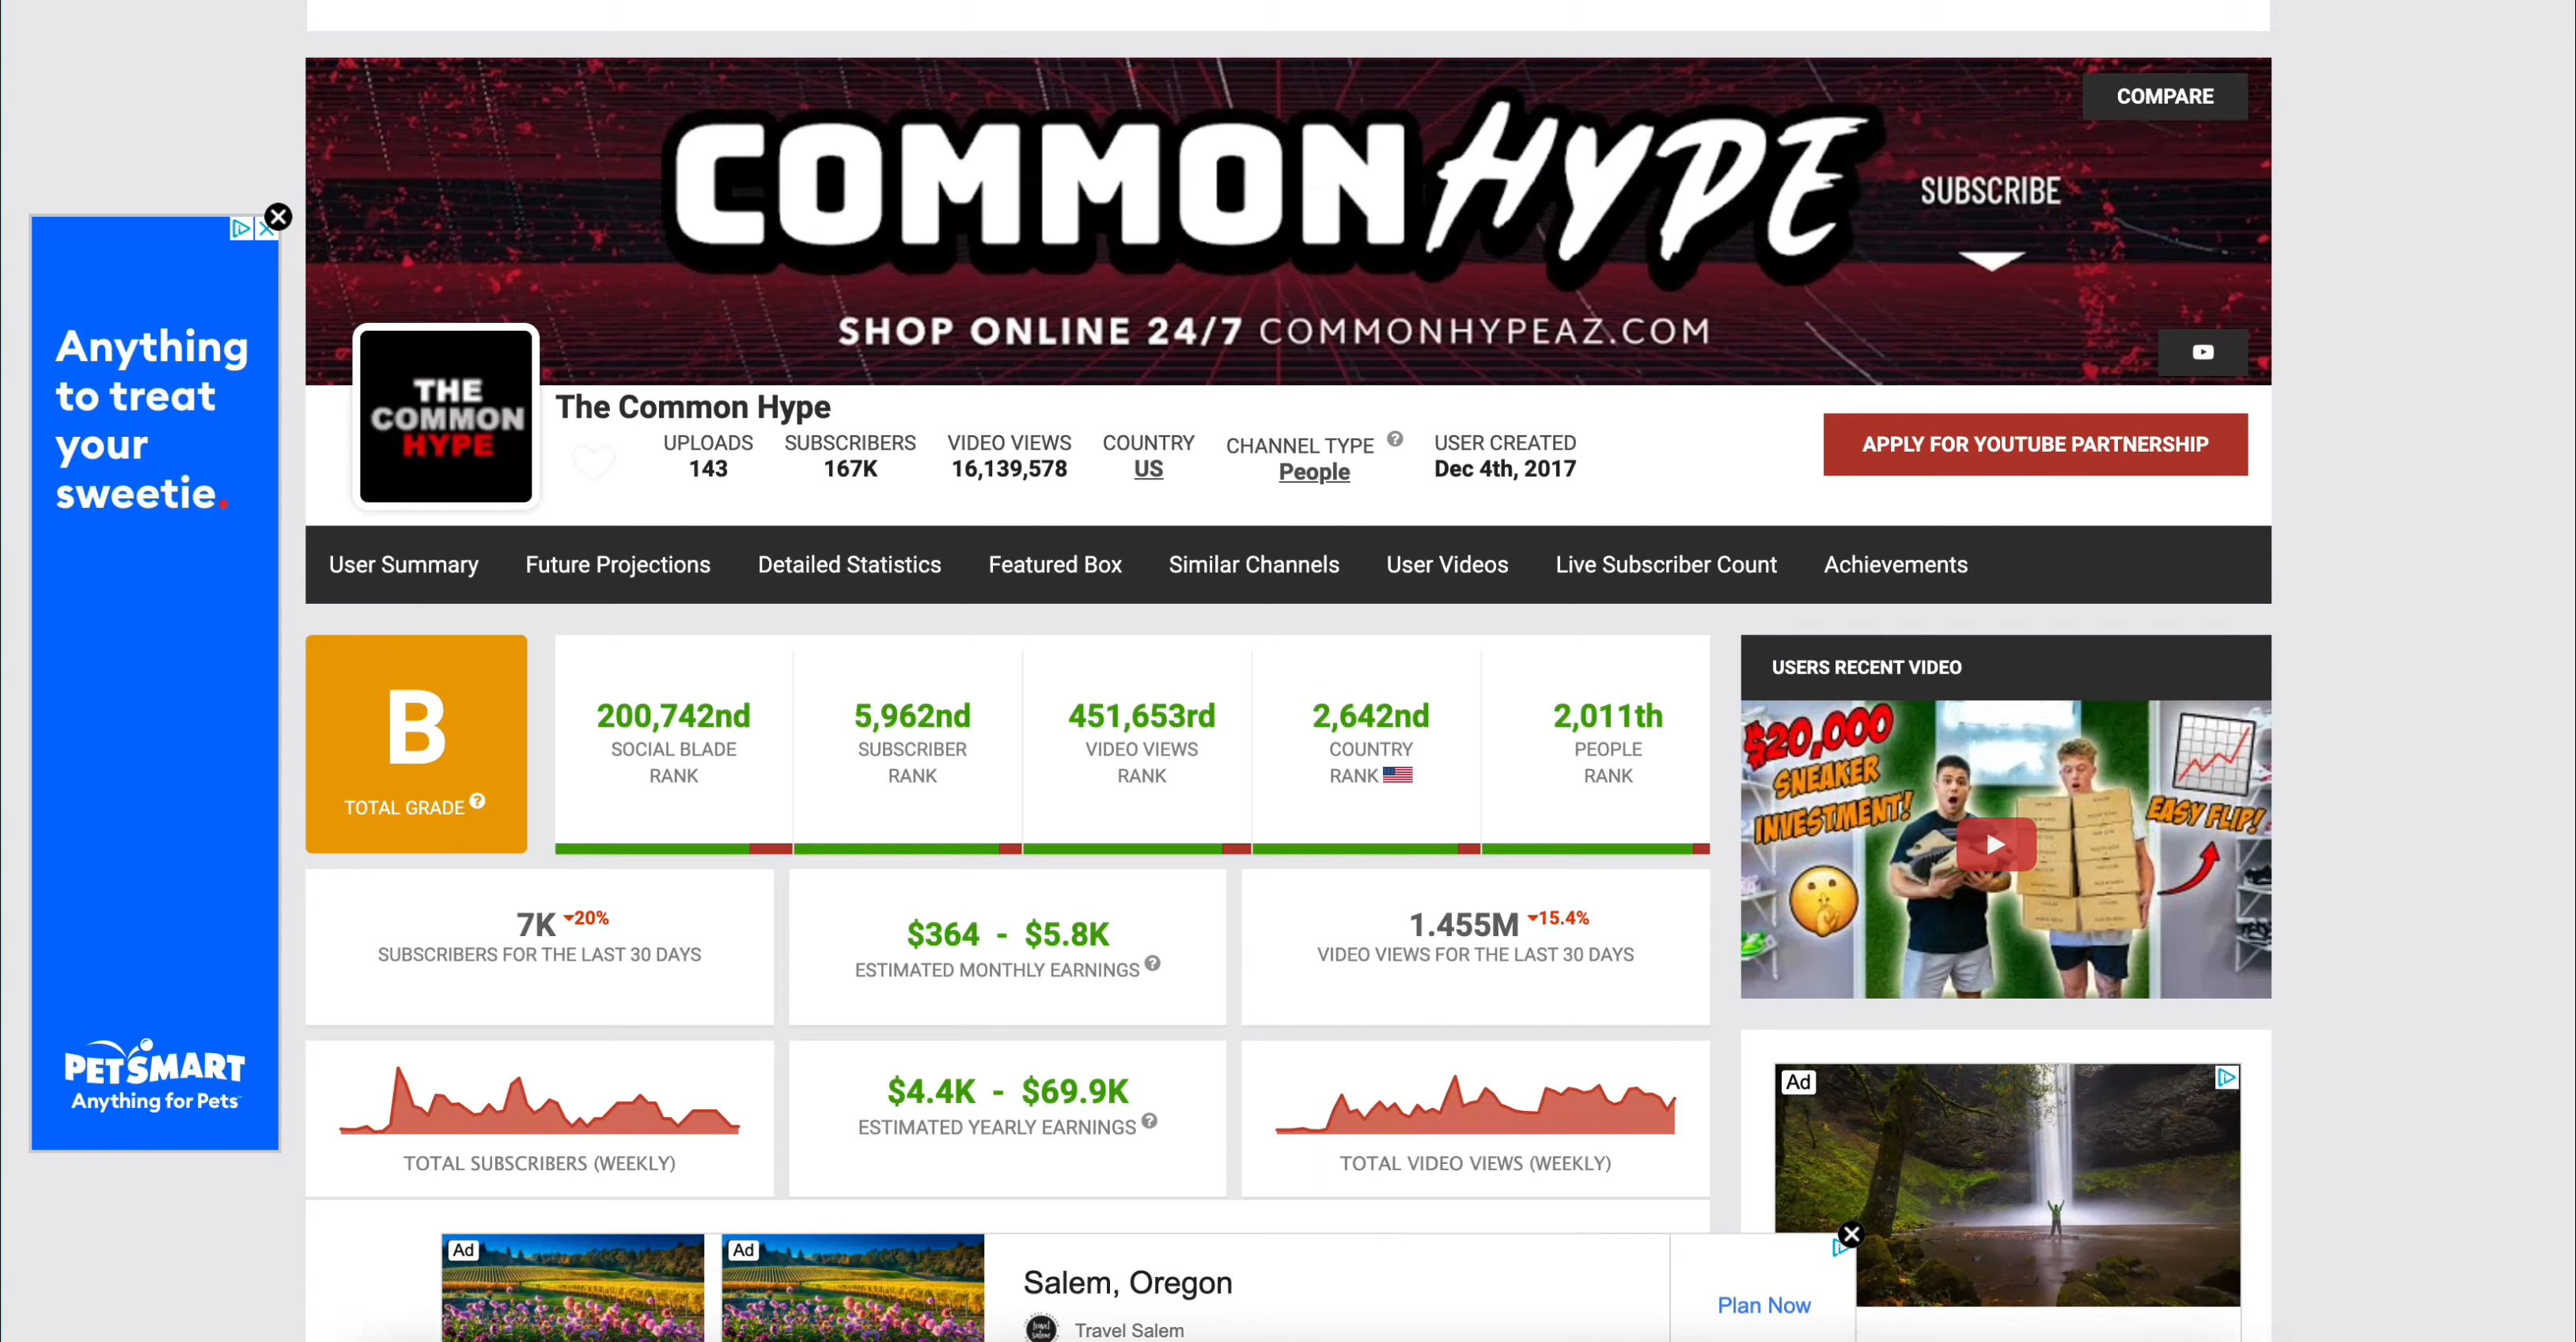 COMPARE
COMMON HYPE
SUBSCRIBE
SHOP ONLINE 24/7 COMMONHYPEAZ.COM
Anything
to treat
your
sweetie.
PETSMART
Anything for Pets
THE
COMMON
HYPE
The Common Hype
UPLOADS
143
SUBSCRIBERS
167K
VIDEO VIEWS
16,139,578
COUNTRY
US
CHANNEL TYPE ?
People
USER CREATED
Dec 4th, 2017
APPLY FOR YOUTUBE PARTNERSHIP
User Summary Future Projections Detailed Statistics Featured Box Similar Channels User Videos Live Subscriber Count Achievements
B
TOTAL GRADE ?
200,742nd
SOCIAL BLADE
RANK
5,962nd
SUBSCRIBER
RANK
451,653rd
VIDEO VIEWS
RANK
2,642nd
COUNTRY
RANK
2,011th
PEOPLE
RANK
USERS RECENT VIDEO
$20,000
SNEAKER
INVESTMENT!
EASY FLIP!
7K 20%
SUBSCRIBERS FOR THE LAST 30 DAYS
$364 - $5.8K
ESTIMATED MONTHLY EARNINGS ?
1.455M 15.4%
VIDEO VIEWS FOR THE LAST 30 DAYS
TOTAL SUBSCRIBERS (WEEKLY)
$4.4K - $69.9K
ESTIMATED YEARLY EARNINGS ?
TOTAL VIDEO VIEWS (WEEKLY)
Ad
Ad
Ad
Salem, Oregon
travel
salem
Travel Salem
Plan Now